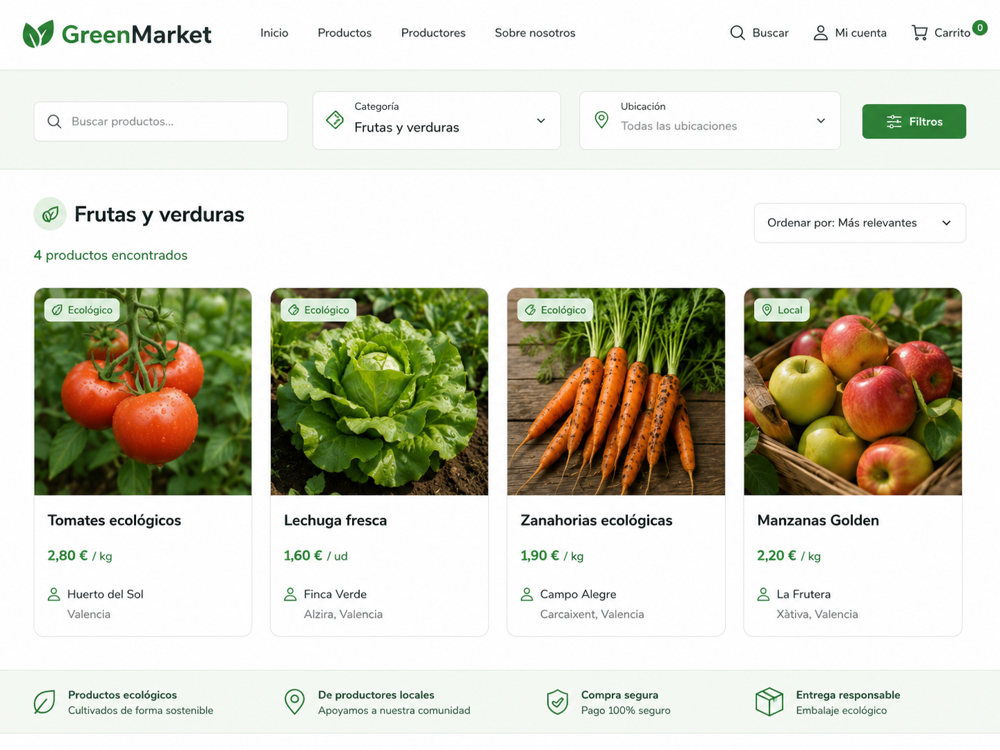 GreenMarket
Inicio
Productos
Productores
Sobre nosotros
Buscar
Mi cuenta
Carrito
0
Buscar productos...
Categoría
Frutas y verduras
Ubicación
Todas las ubicaciones
Filtros
Frutas y verduras
Ordenar por: Más relevantes
4 productos encontrados
Ecológico
Tomates ecológicos
2,80 € / kg
Huerto del Sol
Valencia
Ecológico
Lechuga fresca
1,60 € / ud
Finca Verde
Alzira, Valencia
Ecológico
Zanahorias ecológicas
1,90 € / kg
Campo Alegre
Carcaixent, Valencia
Local
Manzanas Golden
2,20 € / kg
La Frutera
Xàtiva, Valencia
Productos ecológicos
Cultivados de forma sostenible
De productores locales
Apoyamos a nuestra comunidad
Compra segura
Pago 100% seguro
Entrega responsable
Embalaje ecológico